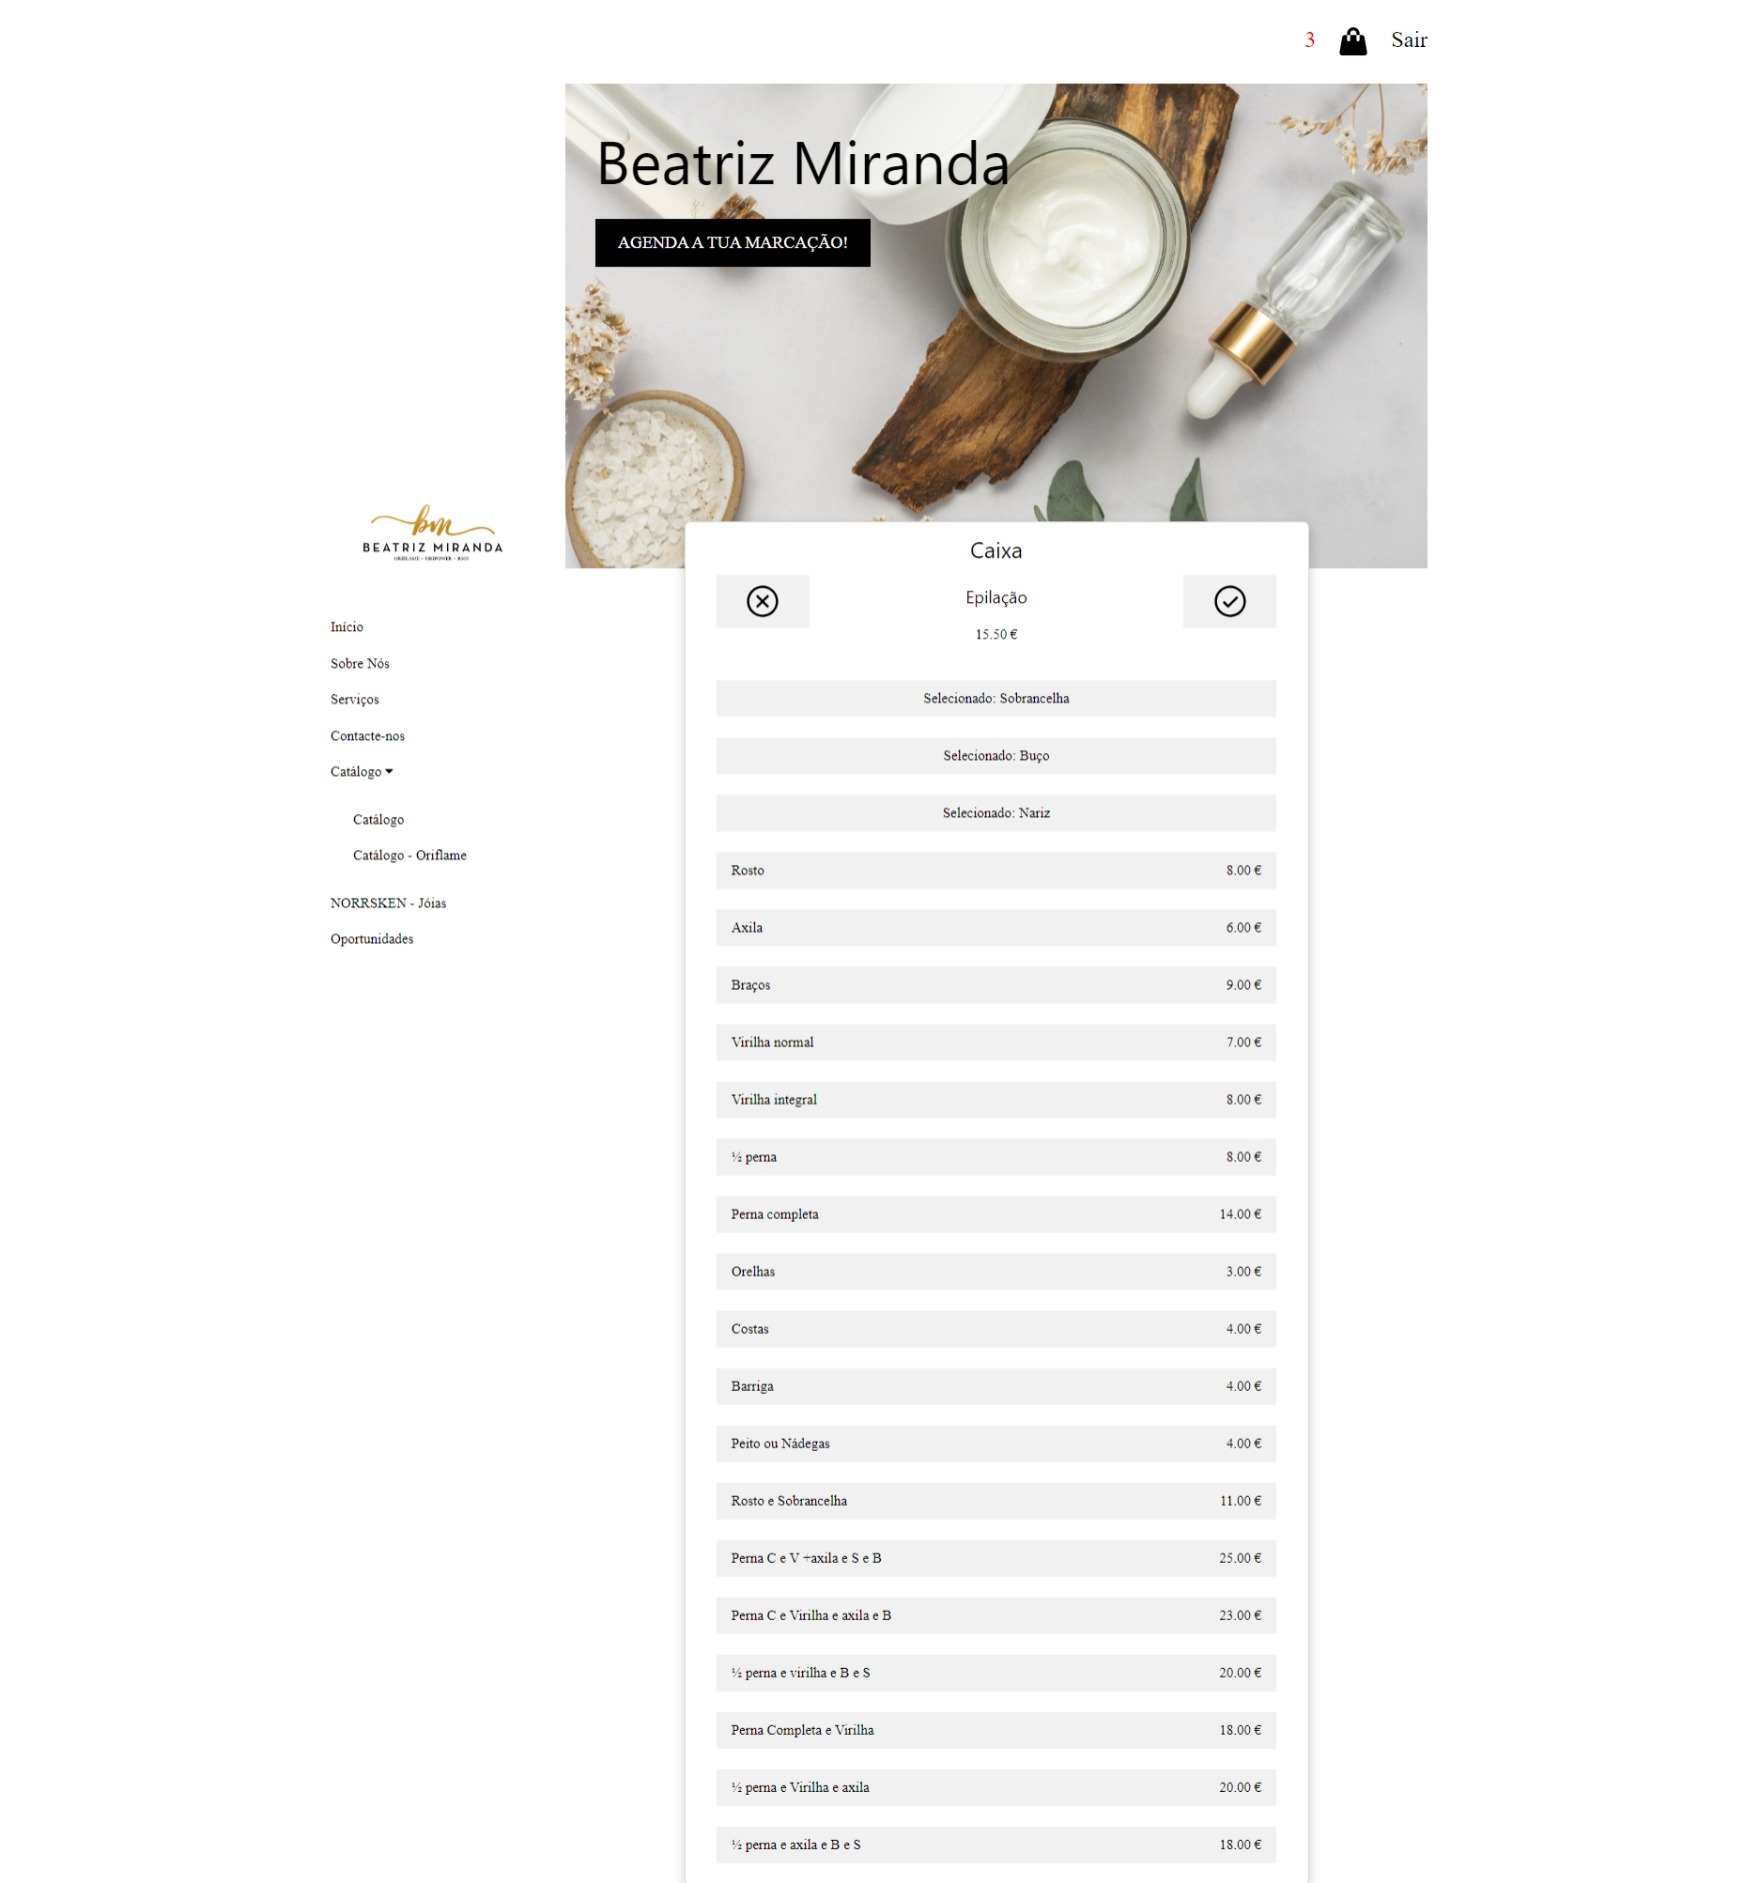 3 Sair
Beatriz Miranda
AGENDA A TUA MARCAÇÃO!
bm
BEATRIZ MIRANDA
Início
Sobre Nós
Serviços
Contacte-nos
Catálogo
Catálogo
Catálogo - Oriflame
NORRSKEN - Jóias
Oportunidades
Caixa
Epilação
15.50 €
Selecionado: Sobrancelha
Selecionado: Buço
Selecionado: Nariz
Rosto 8.00 €
Axila 6.00 €
Braços 9.00 €
Virilha normal 7.00 €
Virilha integral 8.00 €
½ perna 8.00 €
Perna completa 14.00 €
Orelhas 3.00 €
Costas 4.00 €
Barriga 4.00 €
Peito ou Nádegas 4.00 €
Rosto e Sobrancelha 11.00 €
Perna C e V +axila e S e B 25.00 €
Perna C e Virilha e axila e B 23.00 €
½ perna e virilha e B e S 20.00 €
Perna Completa e Virilha 18.00 €
½ perna e Virilha e axila 20.00 €
½ perna e axila e B e S 18.00 €